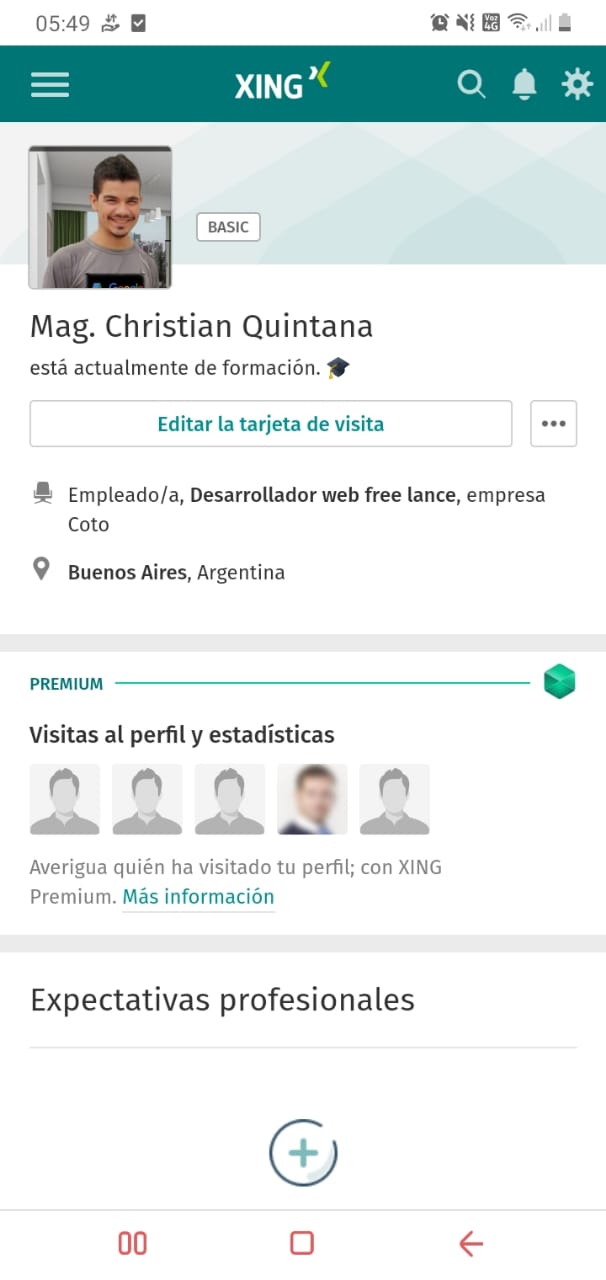 05:49
Voz
4G
XING
BASIC
Google
Mag. Christian Quintana
está actualmente de formación.
Editar la tarjeta de visita
Empleado/a, Desarrollador web free lance, empresa
Coto
Buenos Aires, Argentina
PREMIUM
Visitas al perfil y estadísticas
Averigua quién ha visitado tu perfil; con XING
Premium. Más información
Expectativas profesionales